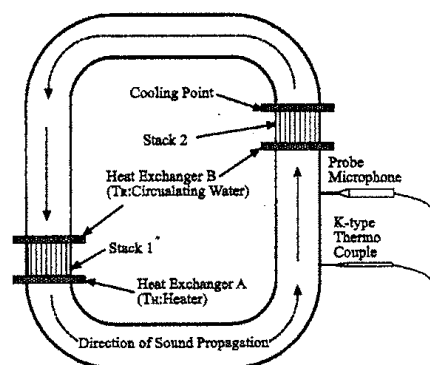 Cooling Point
Stack 2
Heat Exchanger B
(TR:Circualating Water)
Probe
Microphone
K-type
Thermo
Couple
Stack 1
Heat Exchanger A
(TH:Heater)
Direction of Sound Propagation